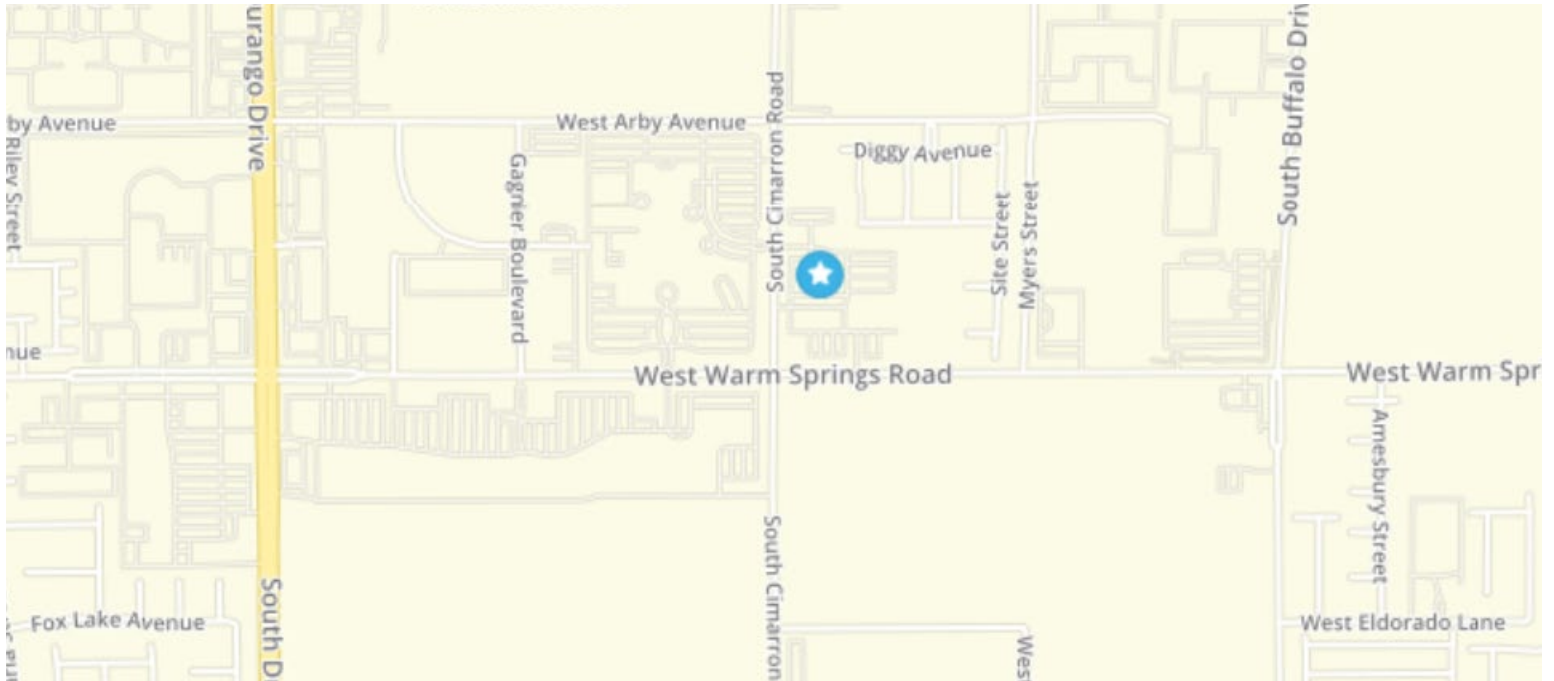 urango Drive
South Buffalo Driv
by Avenue
West Arby Avenue
South Cimarron Road
Diggy Avenue
Riley Street
Gagnier Boulevard
Site Street
Myers Street
nue
West Warm Springs Road
West Warm Spr
Amesbury Street
South Cimarron
South D
Fox Lake Avenue
West Eldorado Lane
West